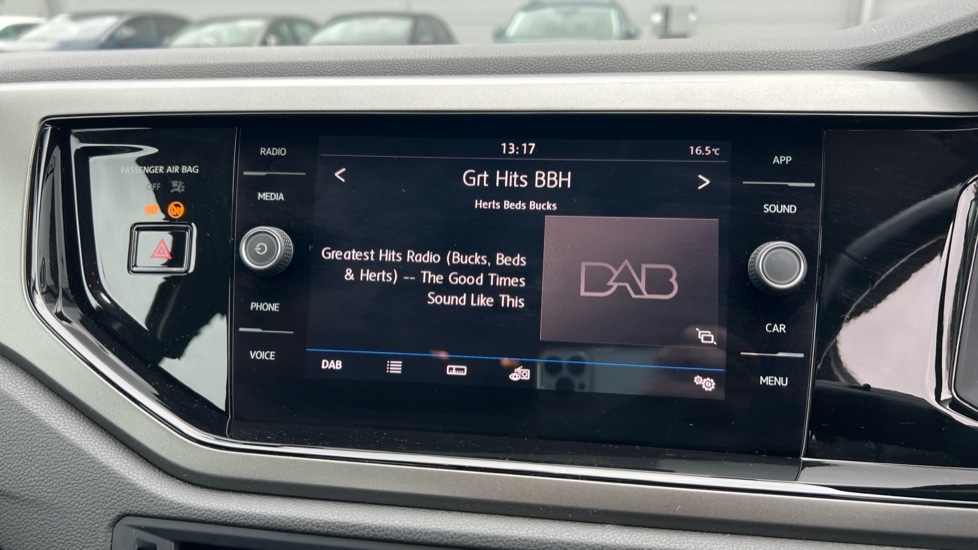 PASSENGER AIR BAG
OFF
RADIO
MEDIA
PHONE
VOICE
13:17
16.5°C
< Grt Hits BBH >
Herts Beds Bucks
Greatest Hits Radio (Bucks, Beds
& Herts) -- The Good Times
Sound Like This
DAB
DAB
APP
SOUND
CAR
MENU